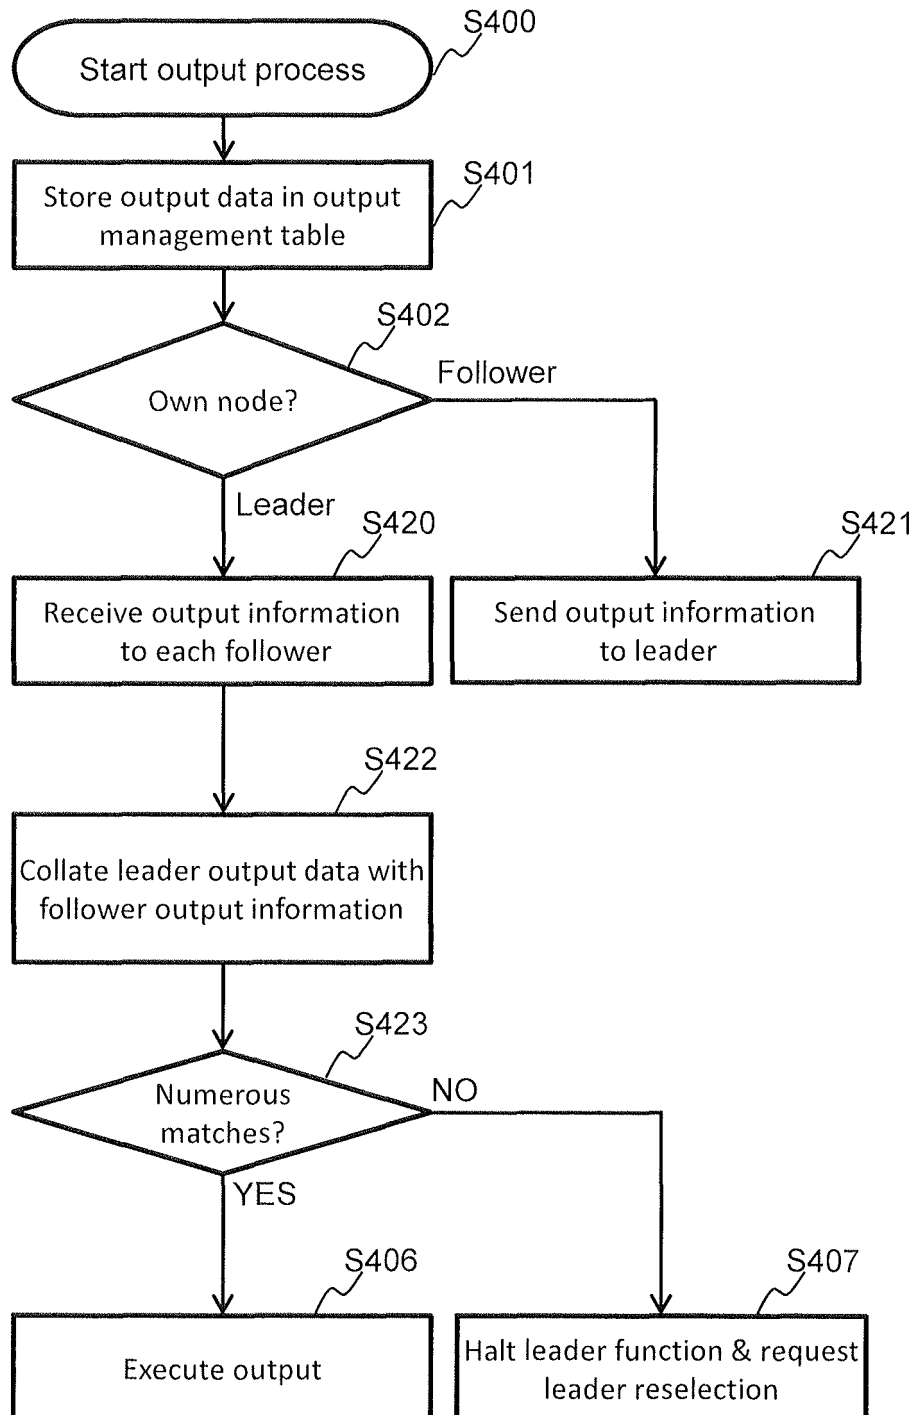 S400
Start output process
S401
Store output data in output
management table
S402
Own node?
Follower
Leader
S420
Receive output information
to each follower
S421
Send output information
to leader
S422
Collate leader output data with
follower output information
S423
Numerous
matches?
NO
YES
S406
Execute output
S407
Halt leader function & request
leader reselection